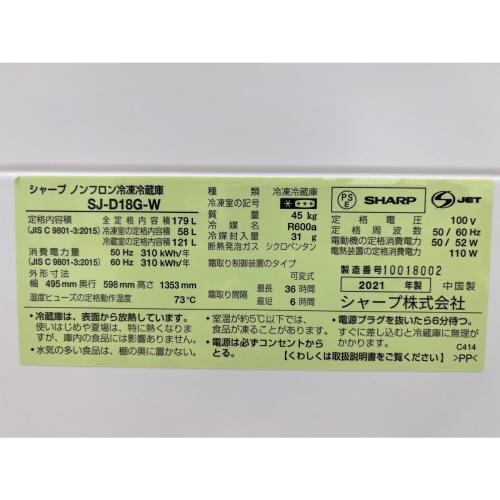 シャープ ノンフロン冷凍冷蔵庫
SJ-D18G-W
定格内容積 全定格内容積 179 L
(JIS C 9801-3:2015) 冷凍室の定格内容積 58 L
冷蔵室の定格内容積 121 L
消費電力量 50 Hz 310 kWh/年
(JIS C 9801-3:2015) 60 Hz 310 kWh/年
外形寸法
幅 495 mm 奥行 598 mm 高さ 1353 mm
温度ヒューズの定格動作温度 73℃
種類 冷凍冷蔵庫
冷凍室の記号
質量 45 kg
冷媒 R600a
冷媒封入量 31 g
断熱発泡ガス シクロペンタン
霜取り制御装置のタイプ
可変式
霜取り間隔 最長 36 時間
最短 6 時間
PS
E
SHARP
S JET
定格電圧 100 V
定格周波数 50 / 60 Hz
電動機の定格消費電力 50 / 52 W
電熱装置の定格消費電力 110 W
製造番号 10018002
2021 年製 中国製
シャープ株式会社
・冷蔵庫は、表面から放熱しています。
使いはじめや夏場は、特に熱くなりますが、庫内の食品には影響ありません。
・水気の多い食品は、棚の奥に置かない。
・室温が約5℃以下では、
食品が凍ることがあります。
・電源は必ずコンセントから
とる。
・電源プラグを抜いたら6分待つ。
すぐに差し込むと冷蔵庫に無理が
かかります。
【くわしくは取扱説明書をご覧ください】
C414
>PP<